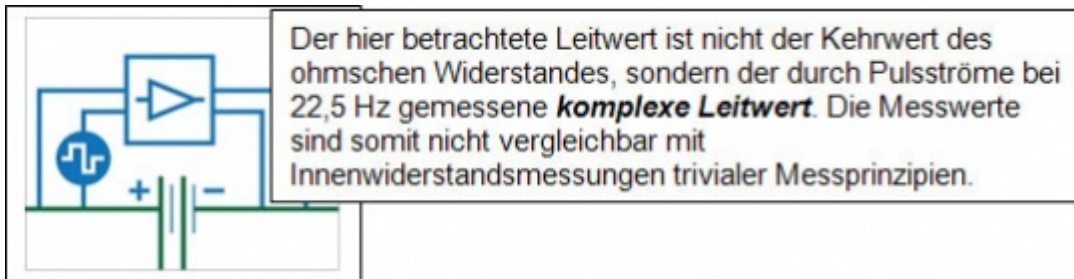 Der hier betrachtete Leitwert ist nicht der Kehrwert des
ohmschen Widerstandes, sondern der durch Pulsströme bei
22,5 Hz gemessene komplexe Leitwert. Die Messwerte
sind somit nicht vergleichbar mit
Innenwiderstandsmessungen trivialer Messprinzipien.
+ −